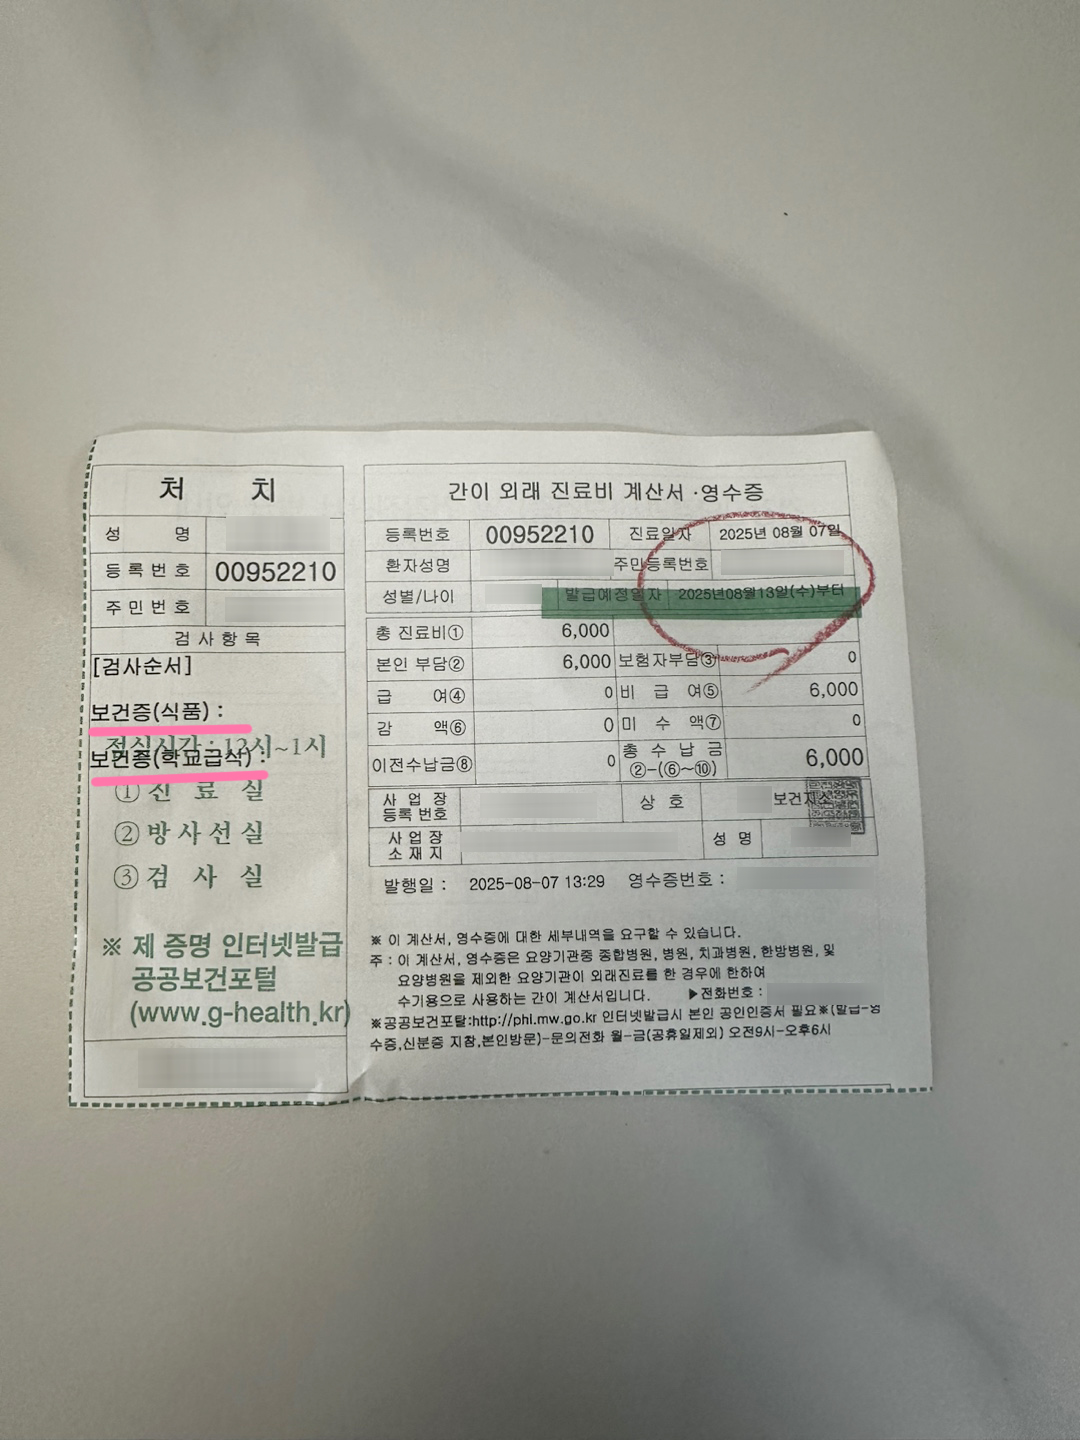 처 치
성 명
등 록 번 호 00952210
주 민 번 호
검 사 항 목
[검사순서]
보건증(식품) :
점심시간 : 12시~1시
보건증(학교급식) :
① 진 료 실
② 방 사 선 실
③ 검 사 실
※ 제 증명 인터넷발급
공공보건포털
(www.g-health.kr)
간이 외래 진료비 계산서 ·영수증
등록번호 00952210 진료일자 2025년 08월 07일
환자성명 주민등록번호
성별/나이 발급예정일자 2025년08월13일(수)부터
총 진료비① 6,000
본인 부담② 6,000 보험자부담③ 0
급 여④ 0 비 급 여⑤ 6,000
감 액⑥ 0 미 수 액⑦ 0
이전수납금⑧ 0 총 수 납 금 ②-(⑥~⑩) 6,000
사 업 장 등록 번호 상 호 보건지소
사 업 장 소 재 지 성 명
발행일 : 2025-08-07 13:29 영수증번호 :
※ 이 계산서, 영수증에 대한 세부내역을 요구할 수 있습니다.
주 : 이 계산서, 영수증은 요양기관중 종합병원, 병원, 치과병원, 한방병원, 및
요양병원을 제외한 요양기관이 외래진료를 한 경우에 한하여
수기용으로 사용하는 간이 계산서입니다. ▶전화번호 :
※공공보건포털:http://phl.mw.go.kr 인터넷발급시 본인 공인인증서 필요※(발급-영
수증,신분증 지참,본인방문)-문의전화 월-금(공휴일제외) 오전9시-오후6시